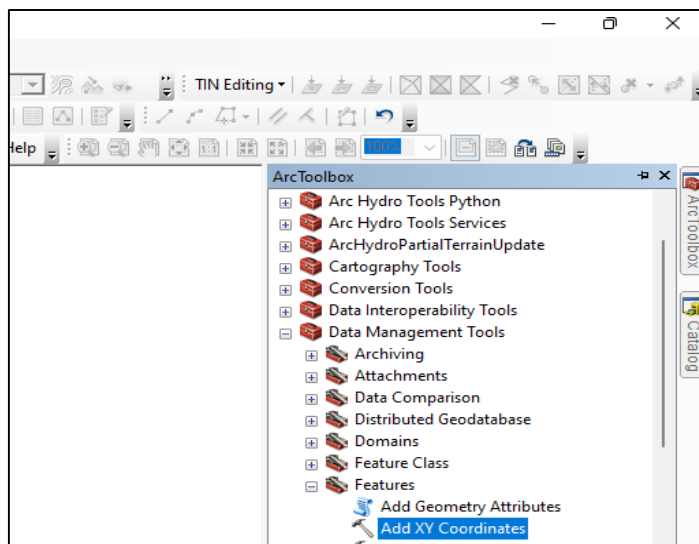 TIN Editing
Help
100%
ArcToolbox
Arc Hydro Tools Python
Arc Hydro Tools Services
ArcHydroPartialTerrainUpdate
Cartography Tools
Conversion Tools
Data Interoperability Tools
Data Management Tools
Archiving
Attachments
Data Comparison
Distributed Geodatabase
Domains
Feature Class
Features
Add Geometry Attributes
Add XY Coordinates
ArcToolbox
Catalog